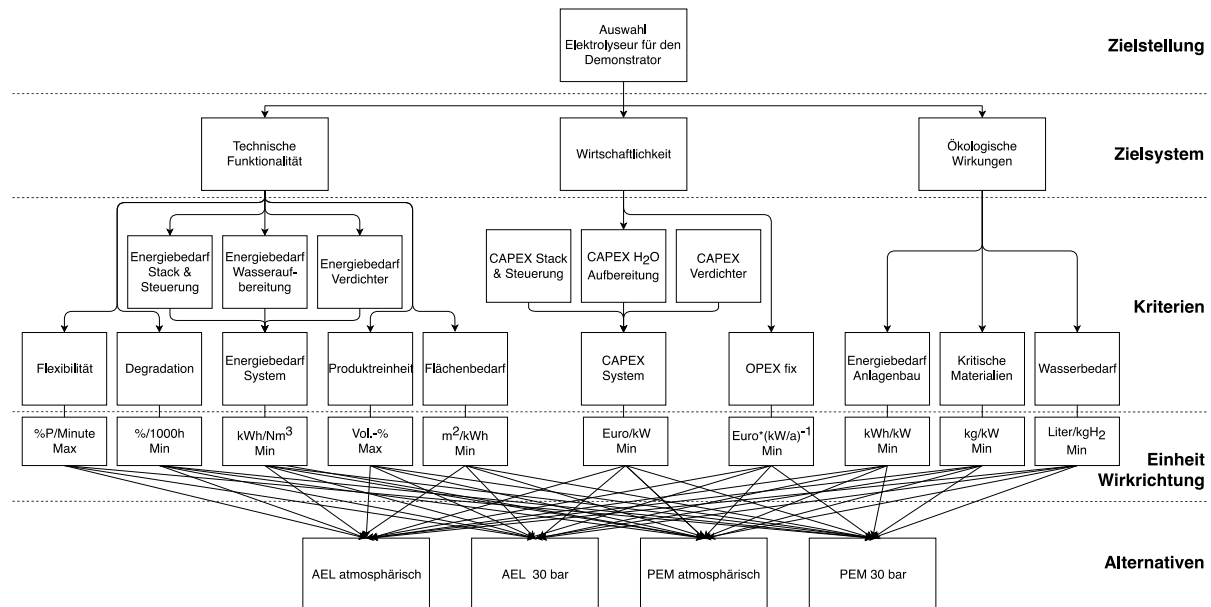 Auswahl
Elektrolyseur für den
Demonstrator
Zielstellung
Technische
Funktionalität
Wirtschaftlichkeit
Ökologische
Wirkungen
Zielsystem
Energiebedarf
Stack &
Steuerung
Energiebedarf
Wasserauf-
bereitung
Energiebedarf
Verdichter
CAPEX Stack
& Steuerung
CAPEX H₂O
Aufbereitung
CAPEX
Verdichter
Kriterien
Flexibilität
Degradation
Energiebedarf
System
Produktreinheit
Flächenbedarf
CAPEX
System
OPEX fix
Energiebedarf
Anlagenbau
Kritische
Materialien
Wasserbedarf
%P/Minute
Max
%/1000h
Min
kWh/Nm³
Min
Vol.-%
Max
m²/kWh
Min
Euro/kW
Min
Euro*(kW/a)⁻¹
Min
kWh/kW
Min
kg/kW
Min
Liter/kgH₂
Min
Einheit
Wirkrichtung
AEL atmosphärisch
AEL 30 bar
PEM atmosphärisch
PEM 30 bar
Alternativen